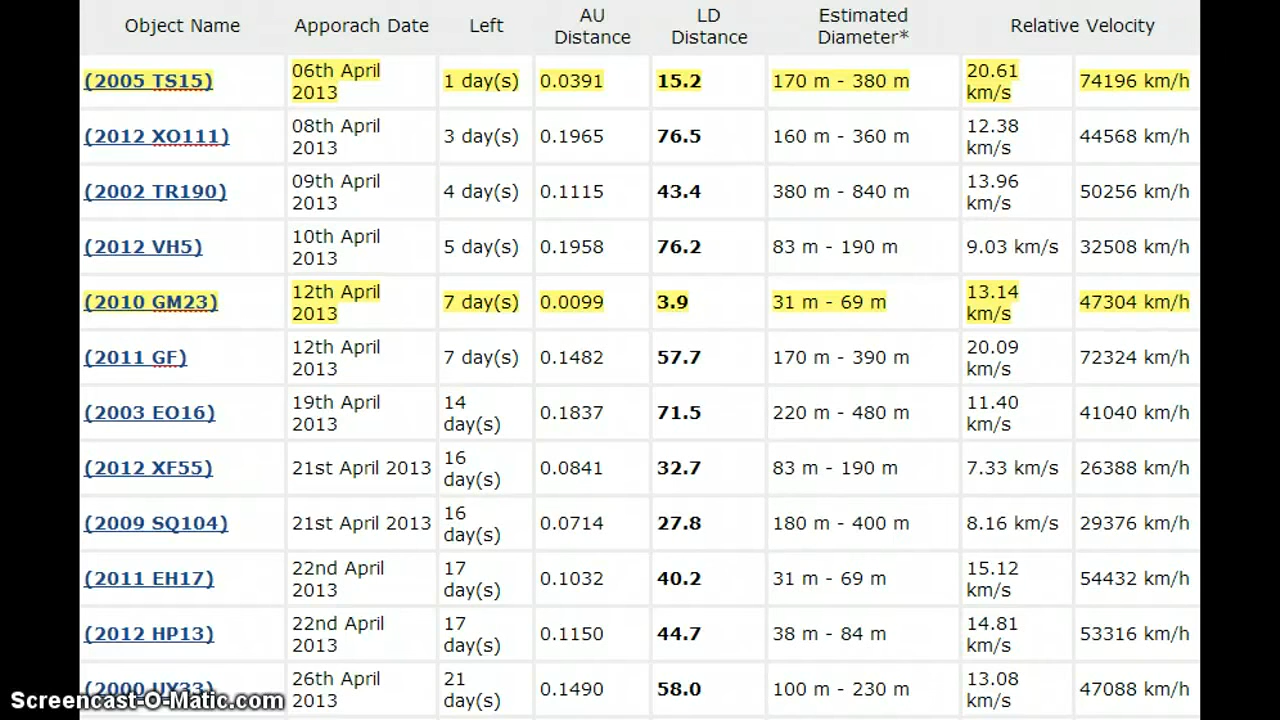 Object Name Apporach Date Left AU Distance LD Distance Estimated Diameter* Relative Velocity
(2005 TS15) 06th April 2013 1 day(s) 0.0391 15.2 170 m - 380 m 20.61 km/s 74196 km/h
(2012 XO111) 08th April 2013 3 day(s) 0.1965 76.5 160 m - 360 m 12.38 km/s 44568 km/h
(2002 TR190) 09th April 2013 4 day(s) 0.1115 43.4 380 m - 840 m 13.96 km/s 50256 km/h
(2012 VH5) 10th April 2013 5 day(s) 0.1958 76.2 83 m - 190 m 9.03 km/s 32508 km/h
(2010 GM23) 12th April 2013 7 day(s) 0.0099 3.9 31 m - 69 m 13.14 km/s 47304 km/h
(2011 GF) 12th April 2013 7 day(s) 0.1482 57.7 170 m - 390 m 20.09 km/s 72324 km/h
(2003 EO16) 19th April 2013 14 day(s) 0.1837 71.5 220 m - 480 m 11.40 km/s 41040 km/h
(2012 XF55) 21st April 2013 16 day(s) 0.0841 32.7 83 m - 190 m 7.33 km/s 26388 km/h
(2009 SQ104) 21st April 2013 16 day(s) 0.0714 27.8 180 m - 400 m 8.16 km/s 29376 km/h
(2011 EH17) 22nd April 2013 17 day(s) 0.1032 40.2 31 m - 69 m 15.12 km/s 54432 km/h
(2012 HP13) 22nd April 2013 17 day(s) 0.1150 44.7 38 m - 84 m 14.81 km/s 53316 km/h
(2000 UX33) 26th April 2013 21 day(s) 0.1490 58.0 100 m - 230 m 13.08 km/s 47088 km/h
Screencast-O-Matic.com